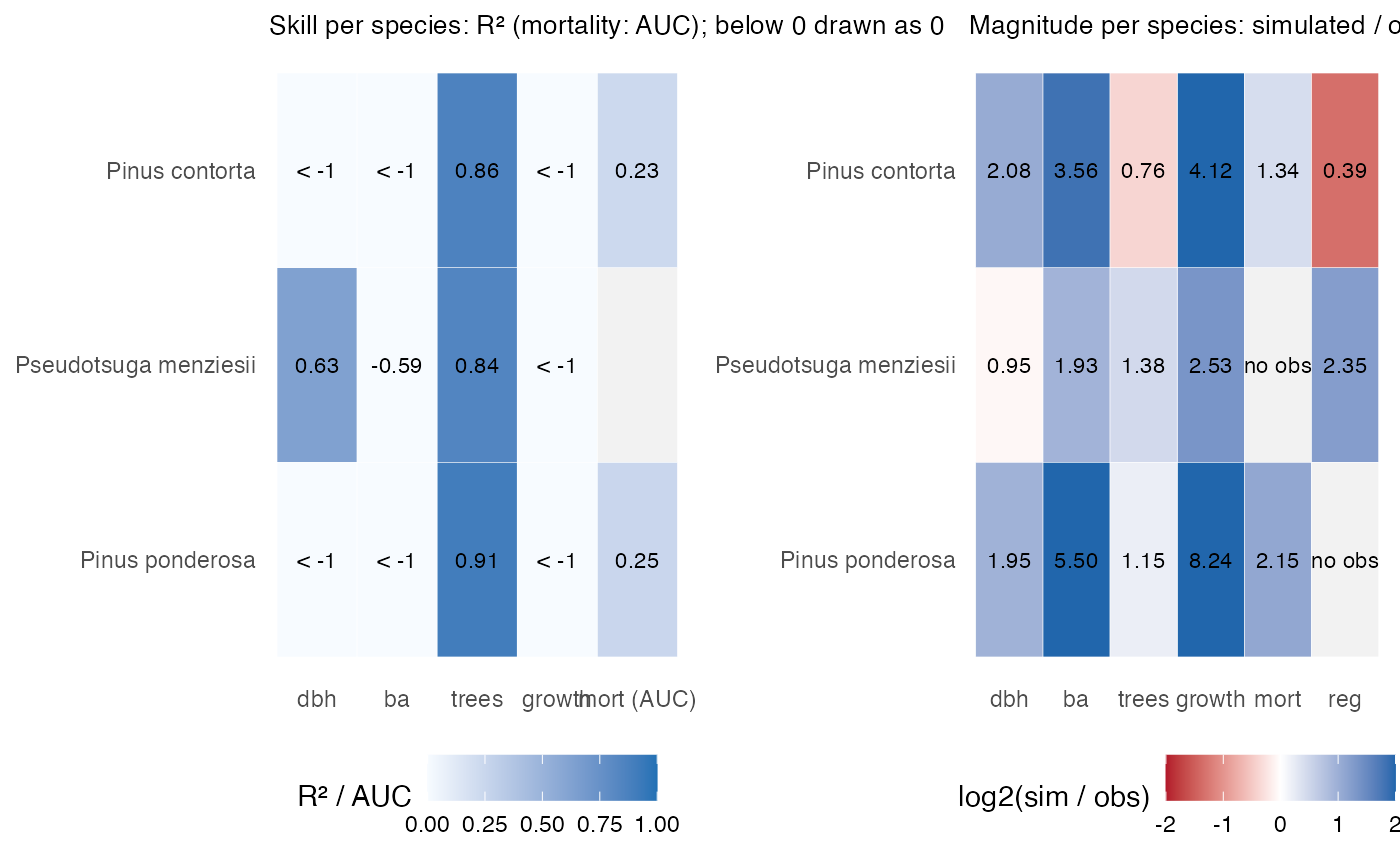 Skill per species: R² (mortality: AUC); below 0 drawn as 0
Magnitude per species: simulated / o
Pinus contorta
< -1 < -1 0.86 < -1 0.23
Pinus contorta
2.08 3.56 0.76 4.12 1.34 0.39
Pseudotsuga menziesii
0.63 -0.59 0.84 < -1
Pseudotsuga menziesii
0.95 1.93 1.38 2.53 no obs 2.35
Pinus ponderosa
< -1 < -1 0.91 < -1 0.25
Pinus ponderosa
1.95 5.50 1.15 8.24 2.15 no obs
dbh ba trees growth mort (AUC)
dbh ba trees growth mort reg
R² / AUC
0.00 0.25 0.50 0.75 1.00
log2(sim / obs)
-2 -1 0 1 2